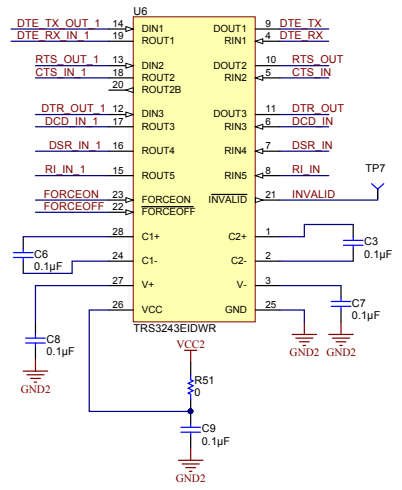 U6
DTE_TX_OUT_1 14 DIN1 DOUT1 9 DTE_TX
DTE_RX_IN_1 19 ROUT1 RIN1 4 DTE_RX
RTS_OUT_1 13 DIN2 DOUT2 10 RTS_OUT
CTS_IN_1 18 ROUT2 RIN2 5 CTS_IN
20 ROUT2B
DTR_OUT_1 12 DIN3 DOUT3 11 DTR_OUT
DCD_IN_1 17 ROUT3 RIN3 6 DCD_IN
DSR_IN_1 16 ROUT4 RIN4 7 DSR_IN
TP7
RI_IN_1 15 ROUT5 RIN5 8 RI_IN
FORCEON 23 FORCEON INVALID 21 INVALID
FORCEOFF 22 FORCEOFF
28 C1+ C2+ 1
C6 C3
0.1µF 0.1µF
24 C1- C2- 2
27 V+ V- 3
C7
0.1µF
26 VCC GND 25
TRS3243EIDWR
C8
0.1µF
VCC2
GND2 GND2
R51
0
GND2
C9
0.1µF
GND2